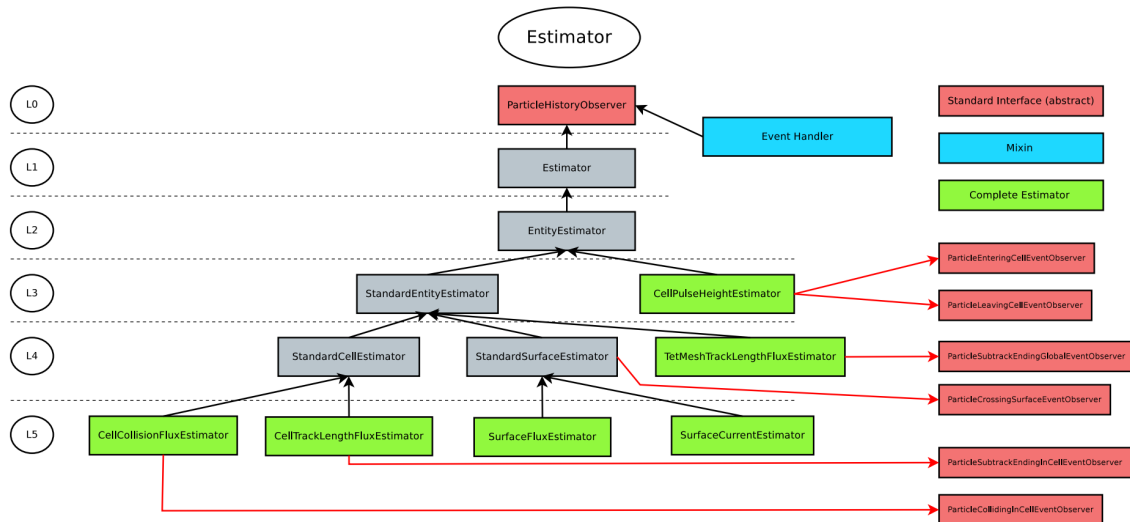 Estimator
L0
ParticleHistoryObserver
Standard Interface (abstract)
Event Handler
Mixin
L1
Estimator
Complete Estimator
L2
EntityEstimator
ParticleEnteringCellEventObserver
L3
StandardEntityEstimator
CellPulseHeightEstimator
ParticleLeavingCellEventObserver
L4
StandardCellEstimator
StandardSurfaceEstimator
TetMeshTrackLengthFluxEstimator
ParticleSubtrackEndingGlobalEventObserver
ParticleCrossingSurfaceEventObserver
L5
CellCollisionFluxEstimator
CellTrackLengthFluxEstimator
SurfaceFluxEstimator
SurfaceCurrentEstimator
ParticleSubtrackEndingInCellEventObserver
ParticleCollidingInCellEventObserver